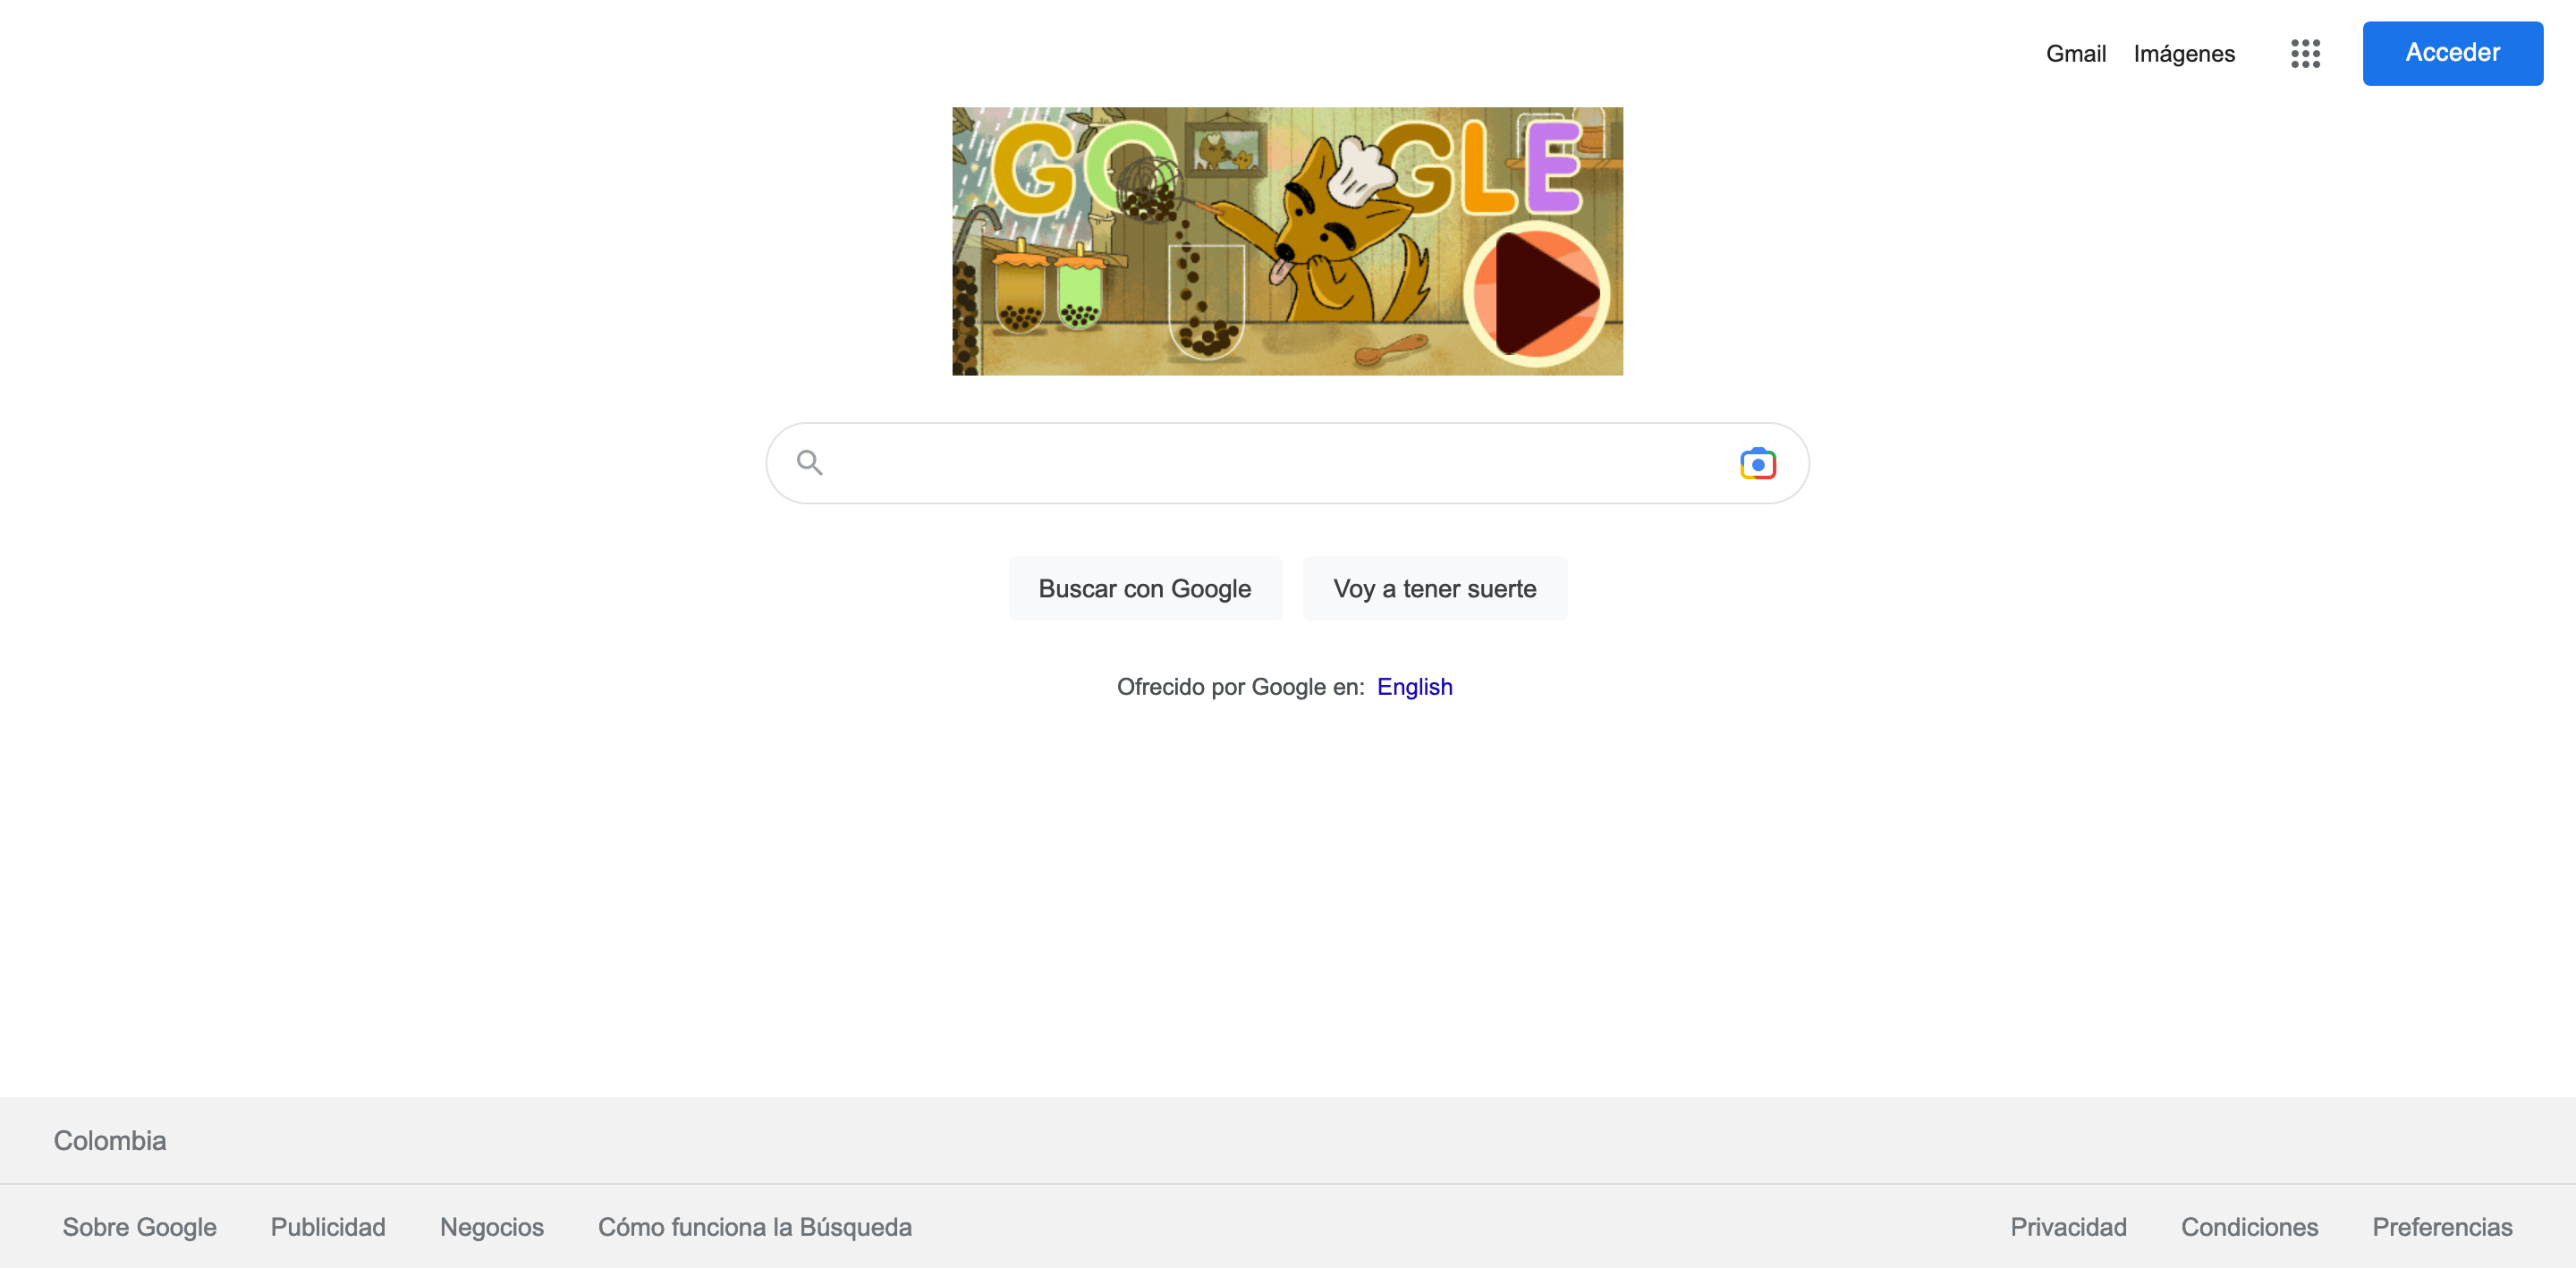 Gmail Imágenes Acceder
GOOGLE
Buscar con Google Voy a tener suerte
Ofrecido por Google en: English
Colombia
Sobre Google Publicidad Negocios Cómo funciona la Búsqueda Privacidad Condiciones Preferencias